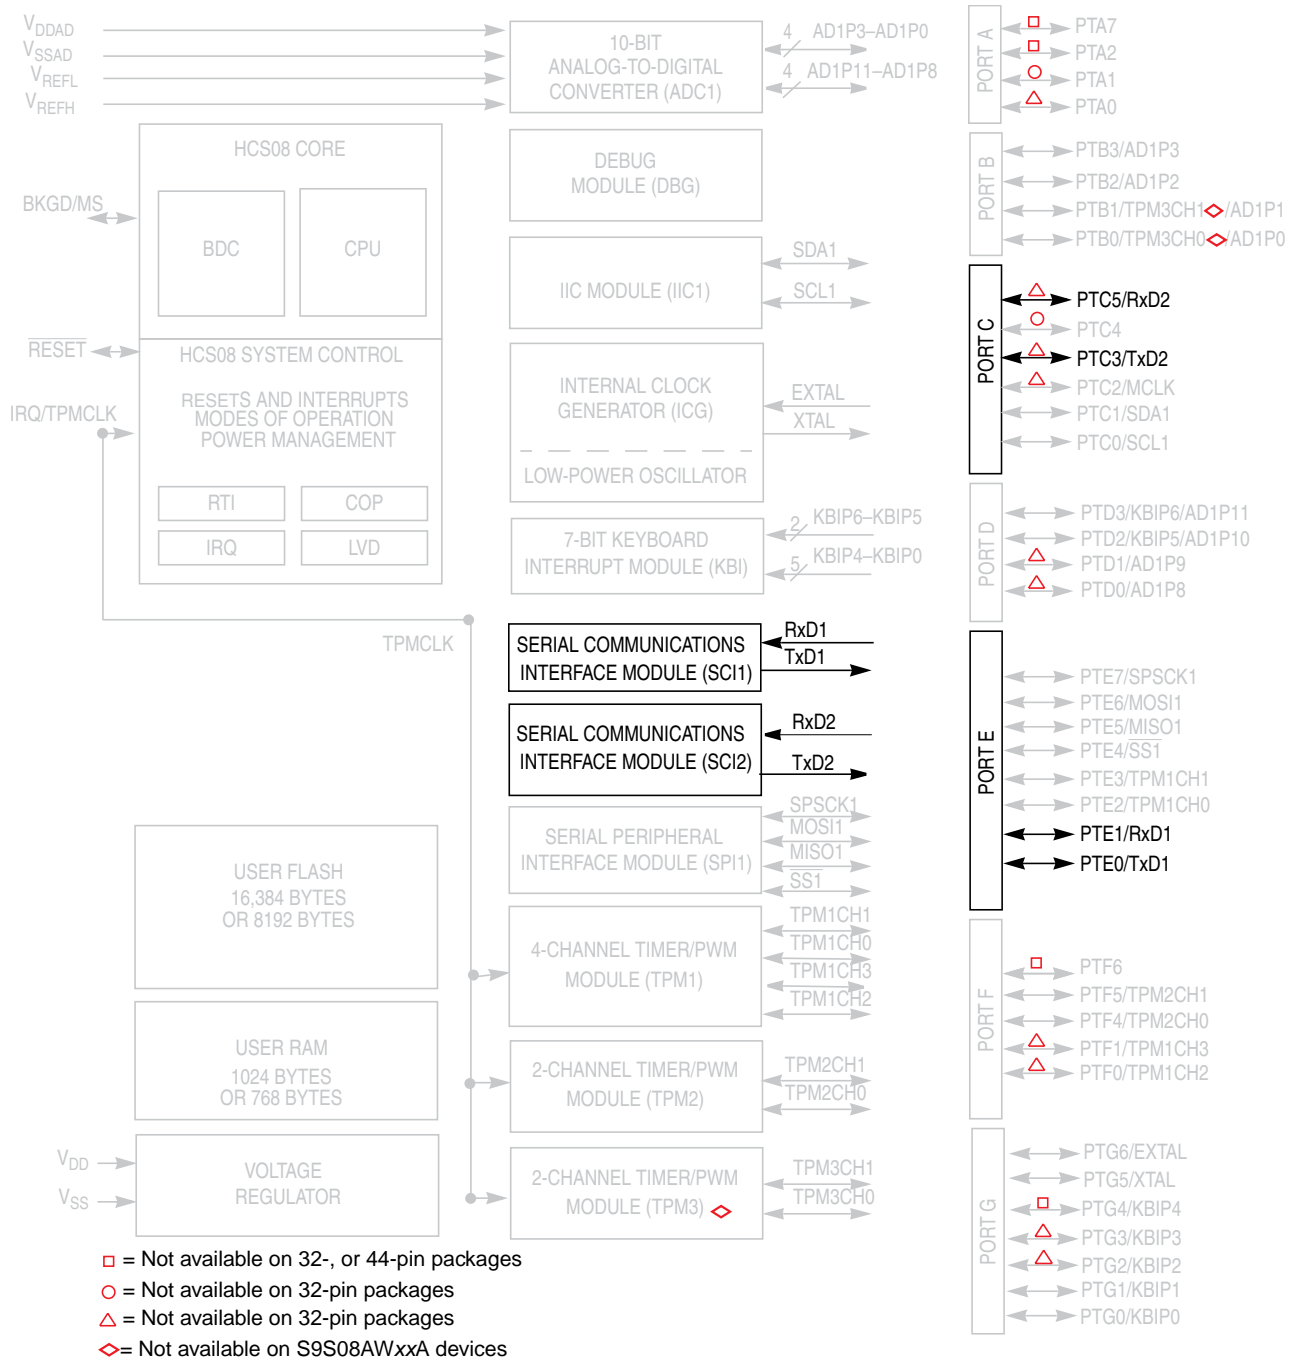 VDDAD
VSSAD
VREFL
VREFH
10-BIT
ANALOG-TO-DIGITAL
CONVERTER (ADC1)
4 AD1P3–AD1P0
4 AD1P11–AD1P8
PORT A
PTA7
PTA2
PTA1
PTA0
HCS08 CORE
BDC
CPU
BKGD/MS
DEBUG
MODULE (DBG)
PORT B
PTB3/AD1P3
PTB2/AD1P2
PTB1/TPM3CH1◇/AD1P1
PTB0/TPM3CH0◇/AD1P0
IIC MODULE (IIC1)
SDA1
SCL1
PORT C
PTC5/RxD2
PTC4
PTC3/TxD2
PTC2/MCLK
PTC1/SDA1
PTC0/SCL1
RESET
HCS08 SYSTEM CONTROL
RESETS AND INTERRUPTS
MODES OF OPERATION
POWER MANAGEMENT
IRQ/TPMCLK
RTI
COP
IRQ
LVD
INTERNAL CLOCK
GENERATOR (ICG)
LOW-POWER OSCILLATOR
EXTAL
XTAL
7-BIT KEYBOARD
INTERRUPT MODULE (KBI)
2 KBIP6–KBIP5
5 KBIP4–KBIP0
PORT D
PTD3/KBIP6/AD1P11
PTD2/KBIP5/AD1P10
PTD1/AD1P9
PTD0/AD1P8
TPMCLK
SERIAL COMMUNICATIONS
INTERFACE MODULE (SCI1)
RxD1
TxD1
SERIAL COMMUNICATIONS
INTERFACE MODULE (SCI2)
RxD2
TxD2
PORT E
PTE7/SPSCK1
PTE6/MOSI1
PTE5/MISO1
PTE4/SS1
PTE3/TPM1CH1
PTE2/TPM1CH0
PTE1/RxD1
PTE0/TxD1
SERIAL PERIPHERAL
INTERFACE MODULE (SPI1)
SPSCK1
MOSI1
MISO1
SS1
USER FLASH
16,384 BYTES
OR 8192 BYTES
4-CHANNEL TIMER/PWM
MODULE (TPM1)
TPM1CH1
TPM1CH0
TPM1CH3
TPM1CH2
PORT F
PTF6
PTF5/TPM2CH1
PTF4/TPM2CH0
PTF1/TPM1CH3
PTF0/TPM1CH2
USER RAM
1024 BYTES
OR 768 BYTES
2-CHANNEL TIMER/PWM
MODULE (TPM2)
TPM2CH1
TPM2CH0
VDD
VSS
VOLTAGE
REGULATOR
2-CHANNEL TIMER/PWM
MODULE (TPM3) ◇
TPM3CH1
TPM3CH0
PORT G
PTG6/EXTAL
PTG5/XTAL
PTG4/KBIP4
PTG3/KBIP3
PTG2/KBIP2
PTG1/KBIP1
PTG0/KBIP0
□ = Not available on 32-, or 44-pin packages
○ = Not available on 32-pin packages
△ = Not available on 32-pin packages
◇= Not available on S9S08AWxxA devices